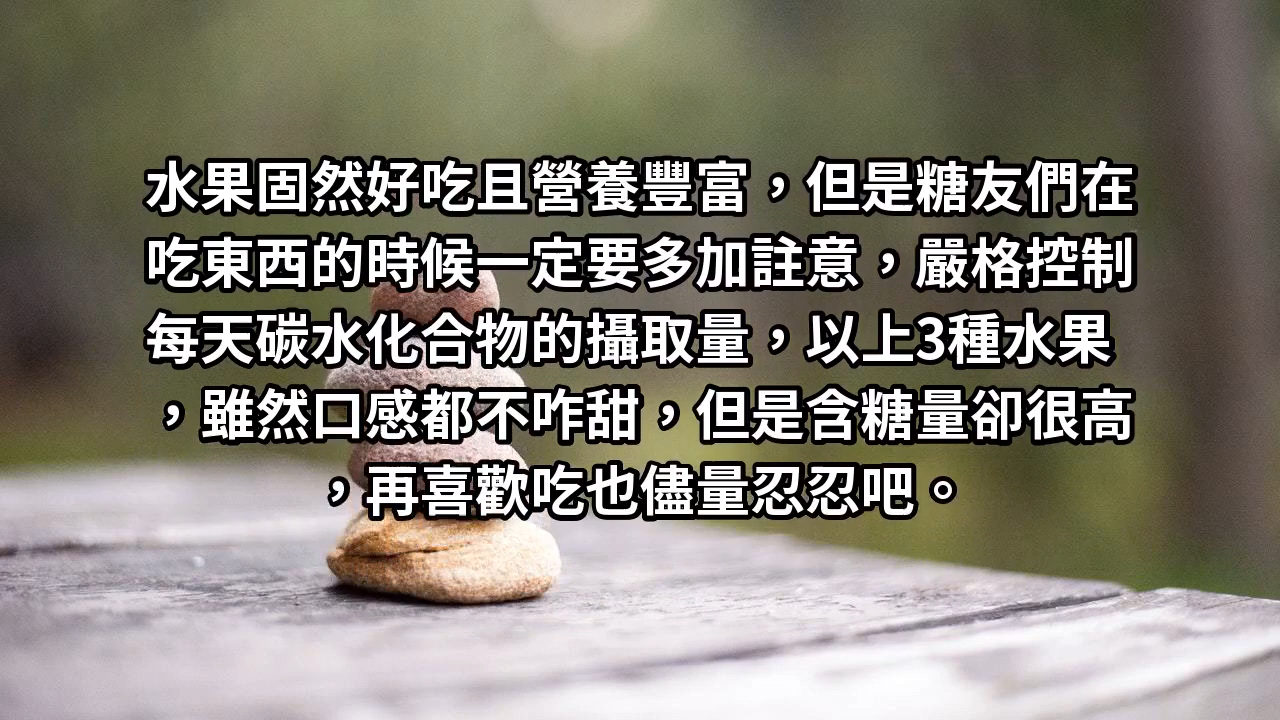 水果固然好吃且營養豐富，但是糖友們在
吃東西的時候一定要多加註意，嚴格控制
每天碳水化合物的攝取量，以上3種水果
，雖然口感都不咋甜，但是含糖量卻很高
，再喜歡吃也儘量忍忍吧。